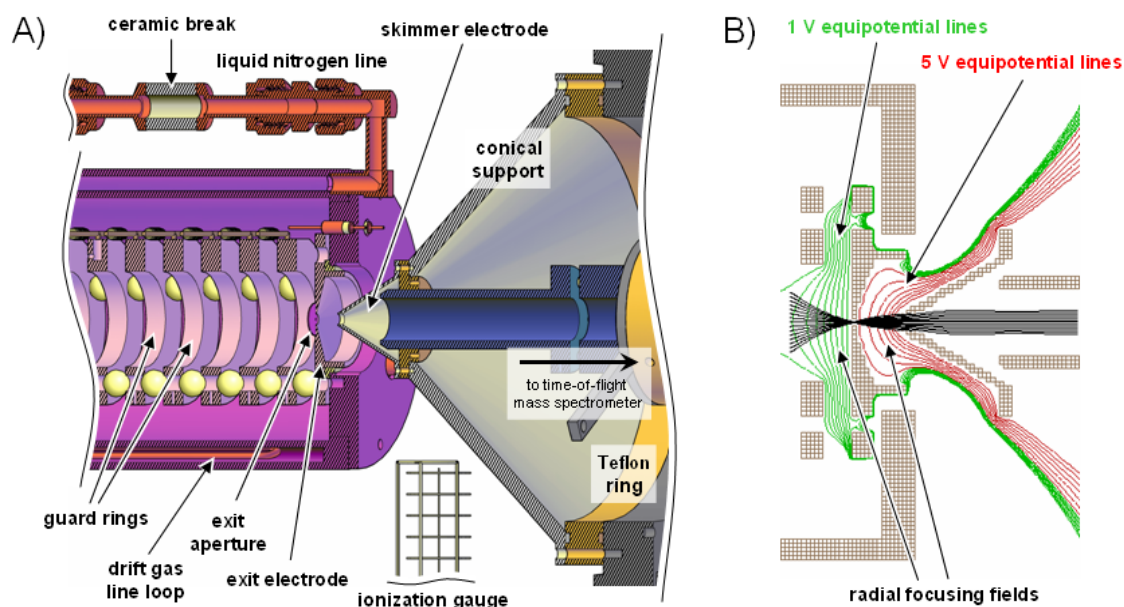 A)
ceramic break
liquid nitrogen line
skimmer electrode
conical
support
to time-of-flight
mass spectrometer
Teflon
ring
guard rings
exit
aperture
drift gas
line loop
exit electrode
ionization gauge
B)
1 V equipotential lines
5 V equipotential lines
radial focusing fields